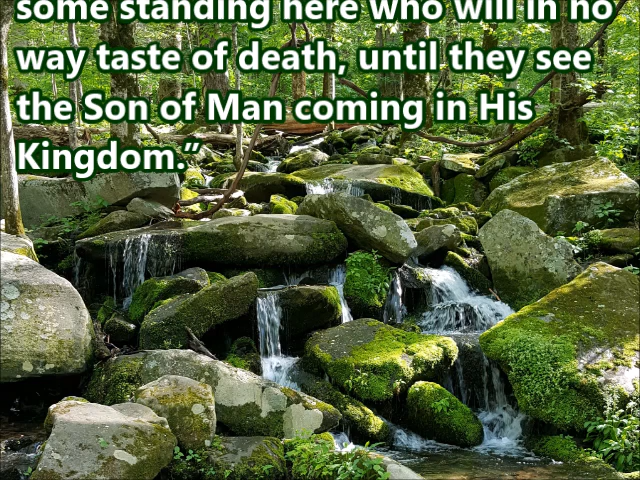 some standing here who will in no
way taste of death, until they see
the Son of Man coming in His
Kingdom.”